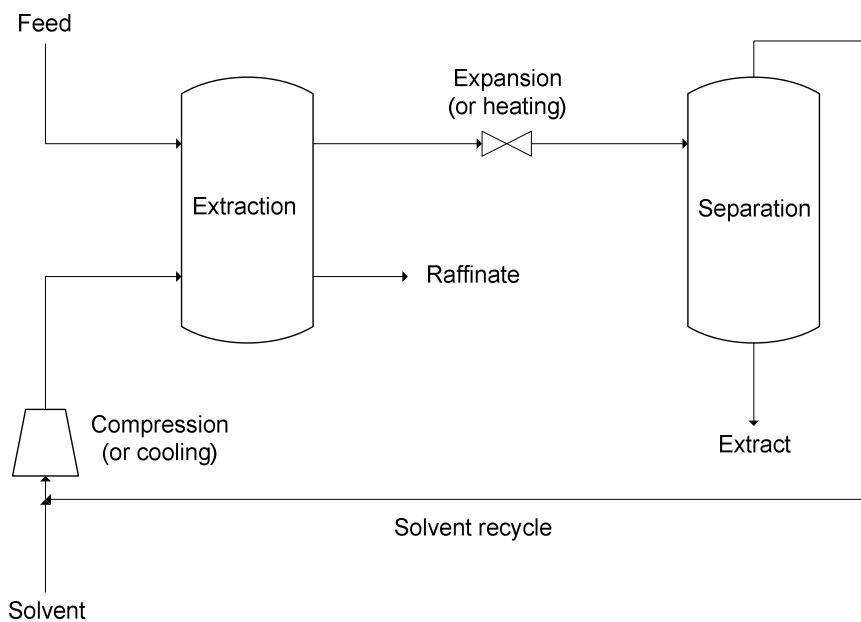 Feed
Expansion
(or heating)
Extraction
Separation
Raffinate
Compression
(or cooling)
Extract
Solvent recycle
Solvent